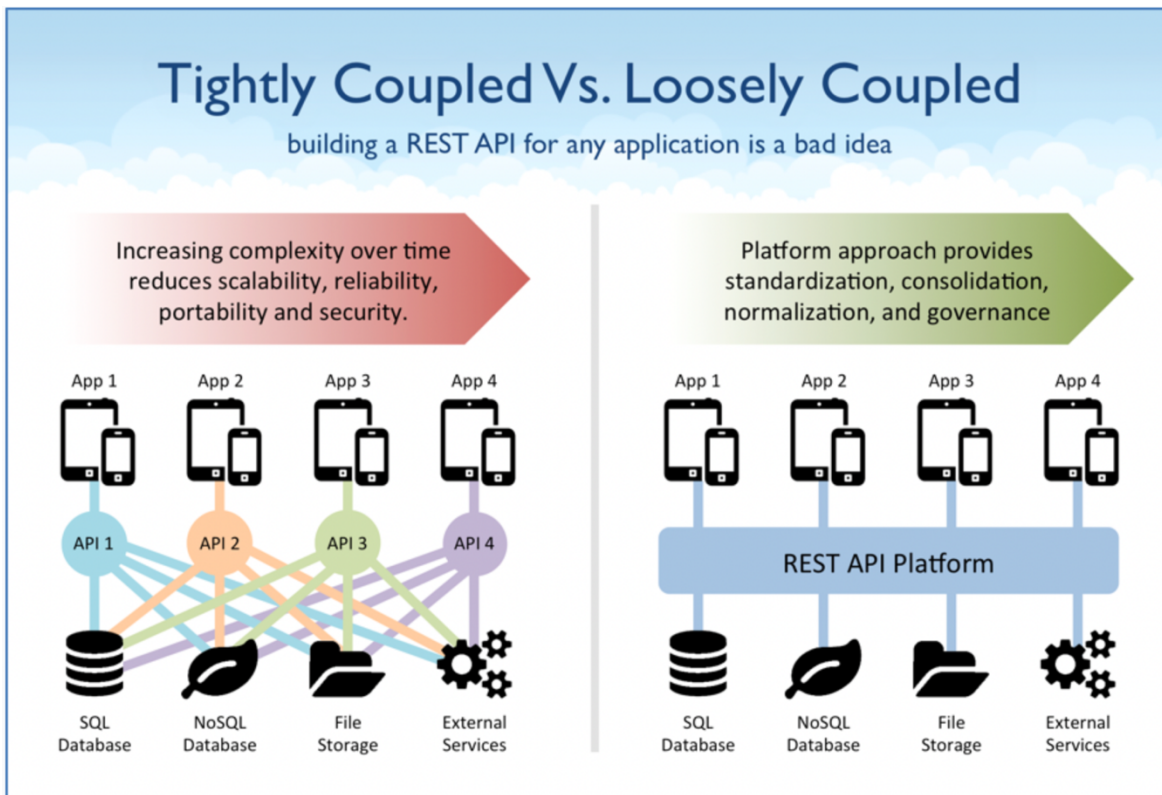 Tightly Coupled Vs. Loosely Coupled
building a REST API for any application is a bad idea
Increasing complexity over time
reduces scalability, reliability,
portability and security.
App 1
App 2
App 3
App 4
API 1
API 2
API 3
API 4
SQL
Database
NoSQL
Database
File
Storage
External
Services
Platform approach provides
standardization, consolidation,
normalization, and governance
App 1
App 2
App 3
App 4
REST API Platform
SQL
Database
NoSQL
Database
File
Storage
External
Services